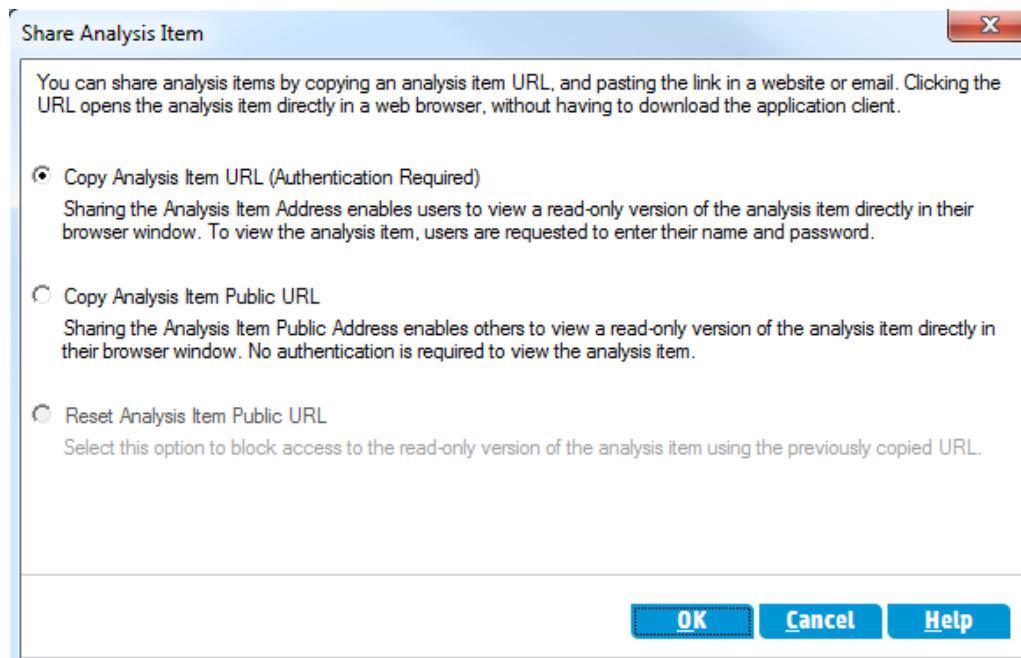 Share Analysis Item
You can share analysis items by copying an analysis item URL, and pasting the link in a website or email. Clicking the
URL opens the analysis item directly in a web browser, without having to download the application client.
Copy Analysis Item URL (Authentication Required)
Sharing the Analysis Item Address enables users to view a read-only version of the analysis item directly in their
browser window. To view the analysis item, users are requested to enter their name and password.
Copy Analysis Item Public URL
Sharing the Analysis Item Public Address enables others to view a read-only version of the analysis item directly in
their browser window. No authentication is required to view the analysis item.
Reset Analysis Item Public URL
Select this option to block access to the read-only version of the analysis item using the previously copied URL.
OK Cancel Help